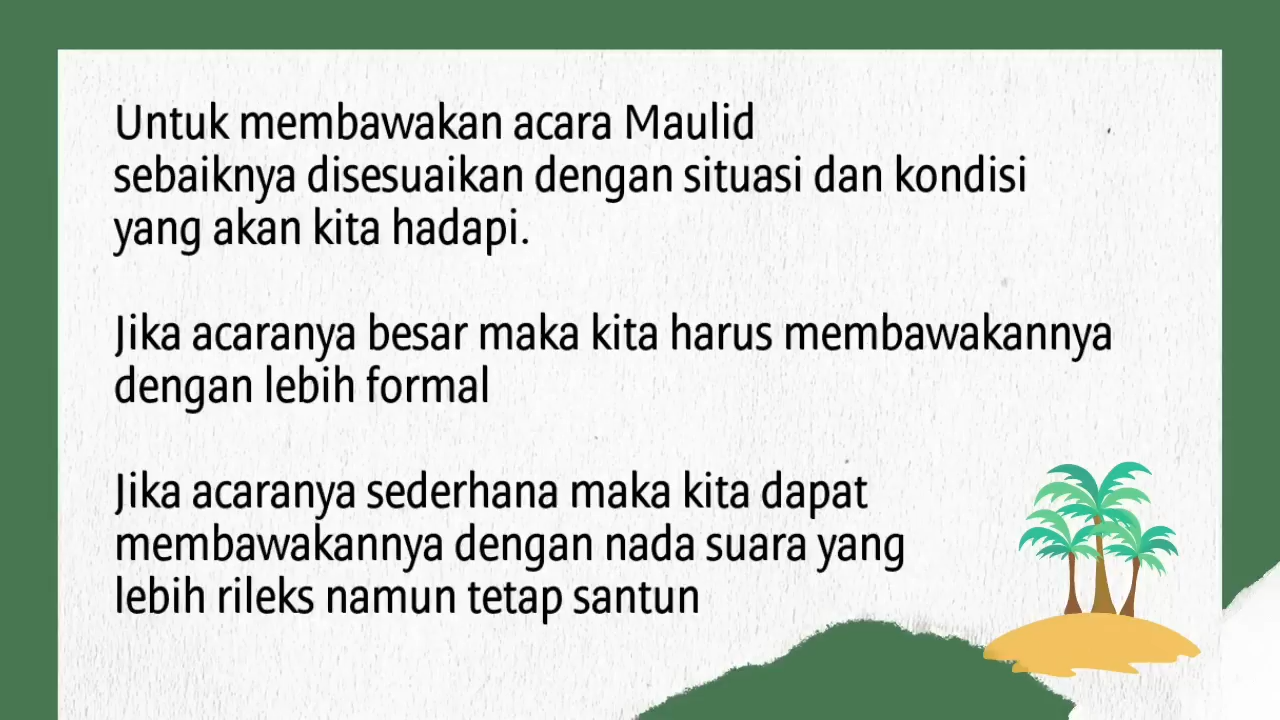 Untuk membawakan acara Maulid
sebaiknya disesuaikan dengan situasi dan kondisi
yang akan kita hadapi.
Jika acaranya besar maka kita harus membawakannya
dengan lebih formal
Jika acaranya sederhana maka kita dapat
membawakannya dengan nada suara yang
lebih rileks namun tetap santun